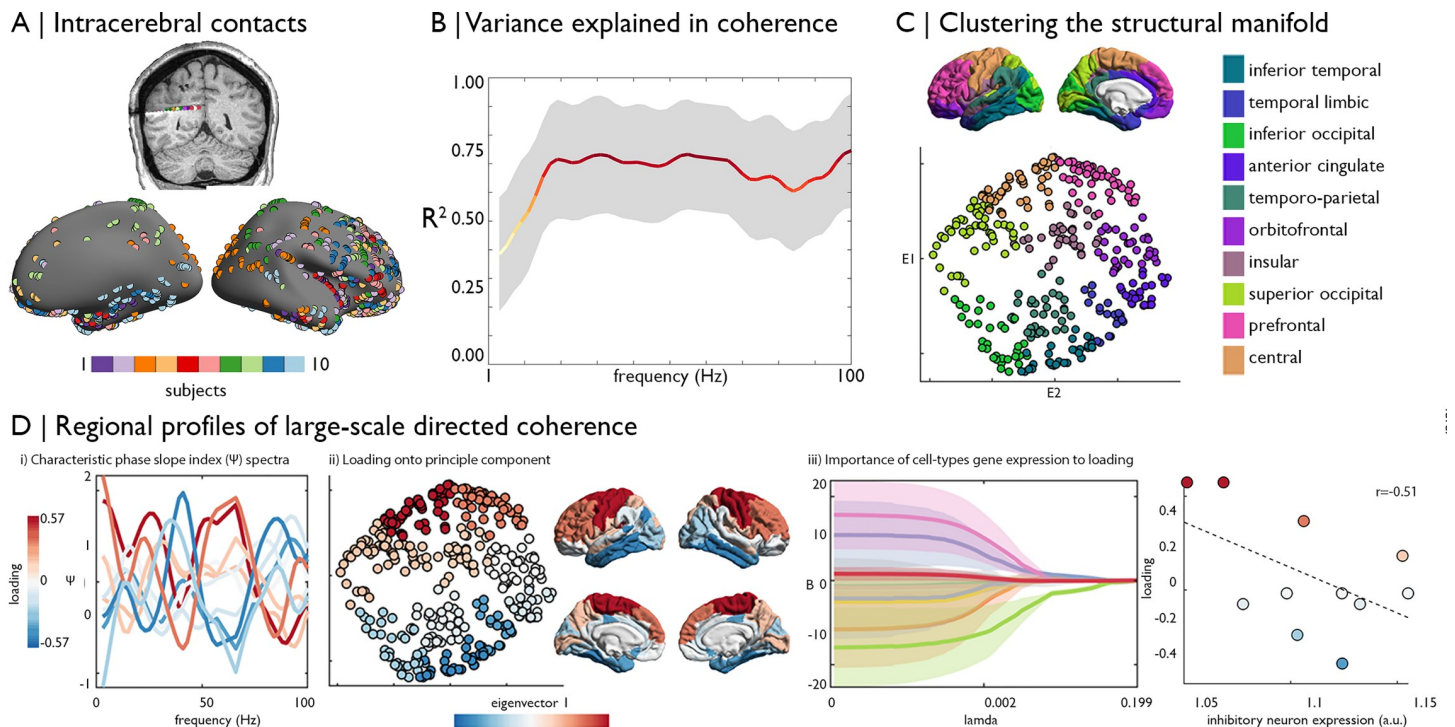 A | Intracerebral contacts
1
10
subjects
B | Variance explained in coherence
1.00
0.75
R2
0.50
0.25
0.00
1
frequency (Hz)
100
C | Clustering the structural manifold
E1
E2
inferior temporal
temporal limbic
inferior occipital
anterior cingulate
temporo-parietal
orbitofrontal
insular
superior occipital
prefrontal
central
D | Regional profiles of large-scale directed coherence
i) Characteristic phase slope index (Ψ) spectra
0.57
0
-0.57
loading
2
1
Ψ
1
0
-1
0
50
100
frequency (Hz)
ii) Loading onto principle component
eigenvector 1
iii) Importance of cell-types gene expression to loading
20
10
B
0
-10
-20
0
0.002
0.199
lamda
r=-0.51
0.4
0.2
0
-0.2
-0.4
loading
1.05
1.1
1.15
inhibitory neuron expression (a.u.)